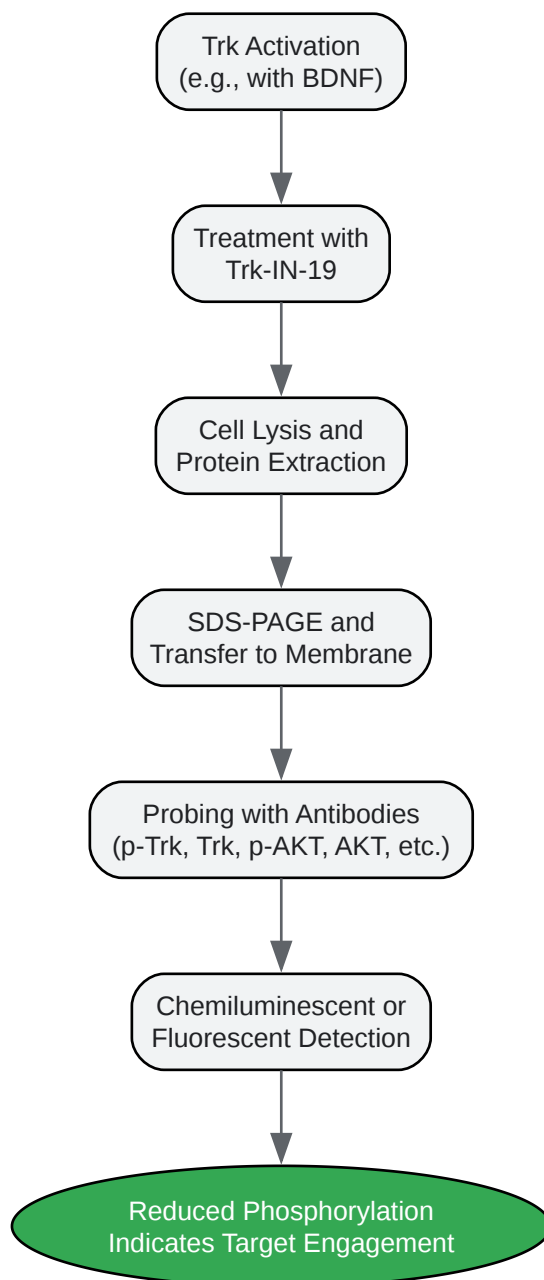 Trk Activation
(e.g., with BDNF)
Treatment with
Trk-IN-19
Cell Lysis and
Protein Extraction
SDS-PAGE and
Transfer to Membrane
Probing with Antibodies
(p-Trk, Trk, p-AKT, AKT, etc.)
Chemiluminescent or
Fluorescent Detection
Reduced Phosphorylation
Indicates Target Engagement